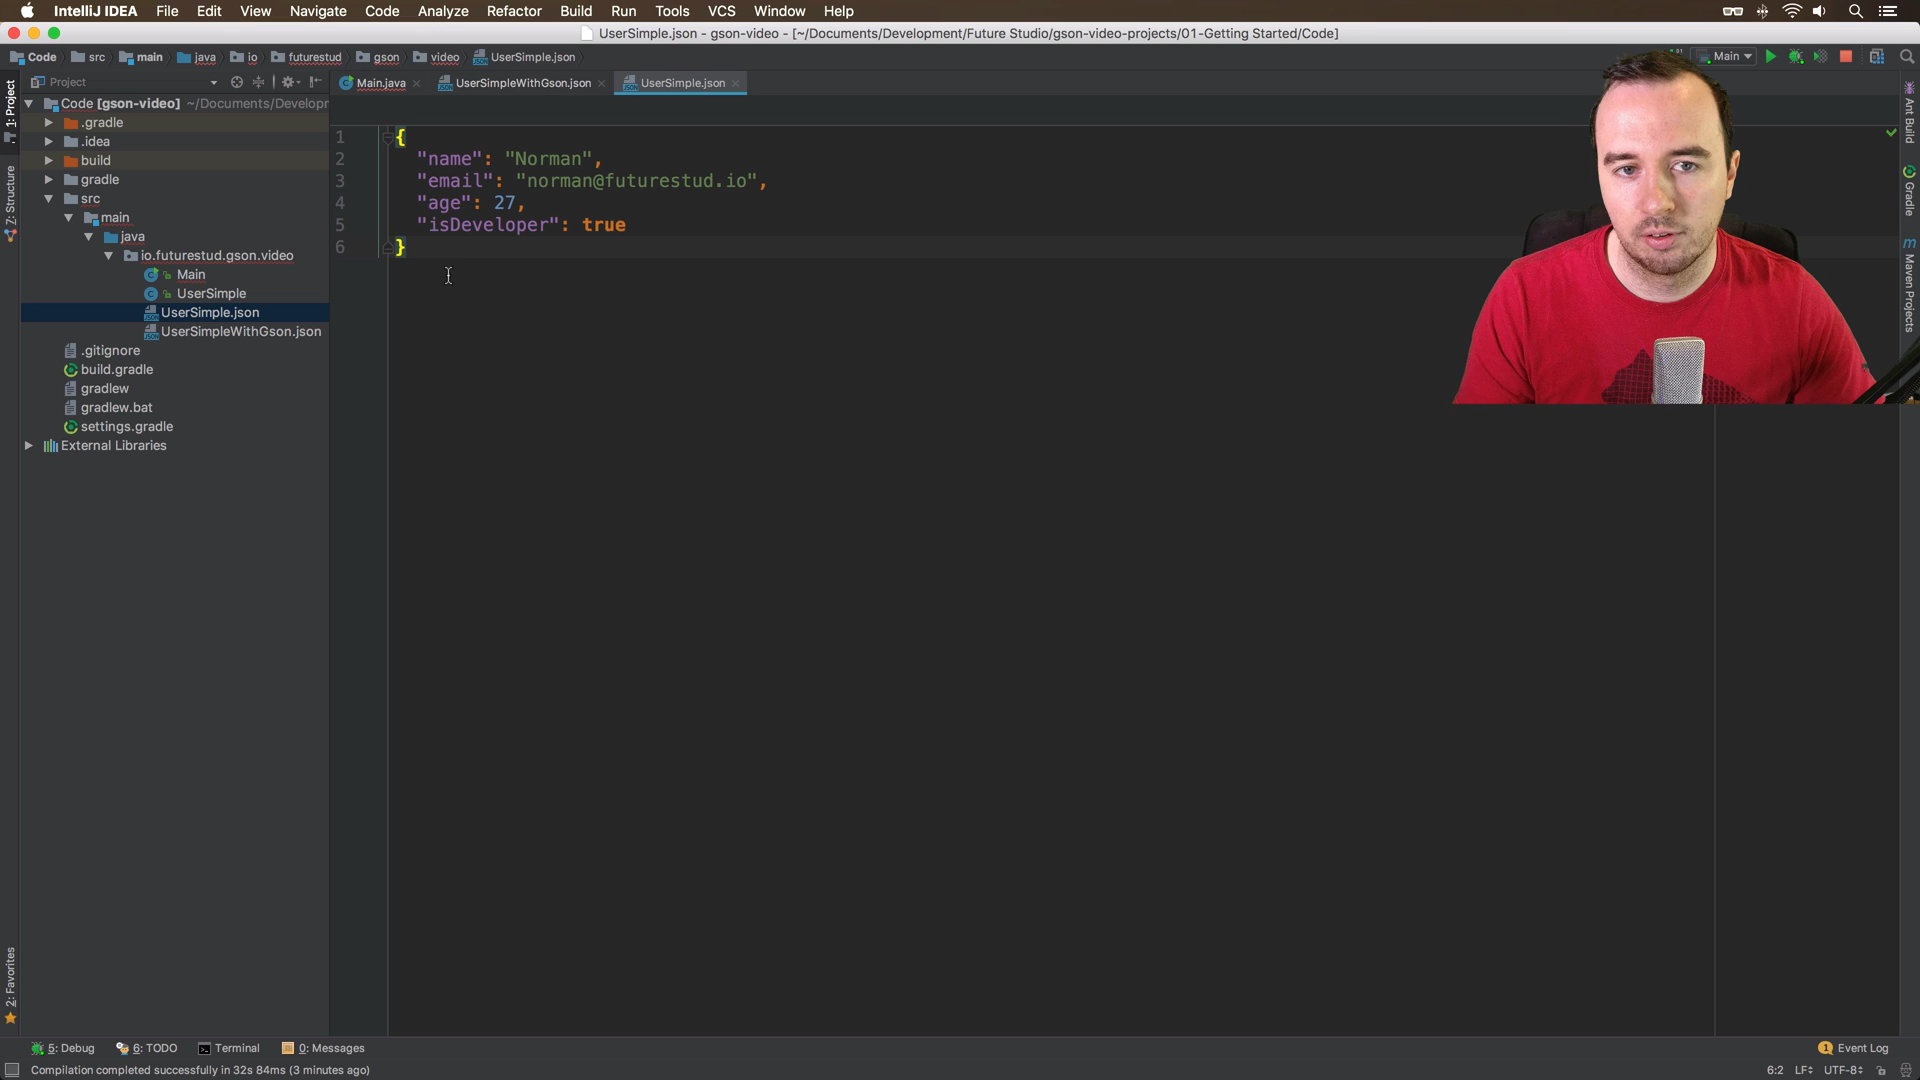 IntelliJ IDEA File Edit View Navigate Code Analyze Refactor Build Run Tools VCS Window Help
UserSimple.json - gson-video - [~/Documents/Development/Future Studio/gson-video-projects/01-Getting Started/Code]
Code src main java io futurestud gson video UserSimple.json
Main
Project
Main.java UserSimpleWithGson.json UserSimple.json
Code [gson-video] ~/Documents/Developr
.gradle
.idea
build
gradle
src
main
java
io.futurestud.gson.video
Main
UserSimple
UserSimple.json
UserSimpleWithGson.json
.gitignore
build.gradle
gradlew
gradlew.bat
settings.gradle
External Libraries
1: Project
7: Structure
2: Favorites
1 {
2 "name": "Norman",
3 "email": "norman@futurestud.io",
4 "age": 27,
5 "isDeveloper": true
6 }
Ant Build
Gradle
m Maven Projects
5: Debug 6: TODO Terminal 0: Messages
1 Event Log
Compilation completed successfully in 32s 84ms (3 minutes ago)
6:2 LF UTF-8